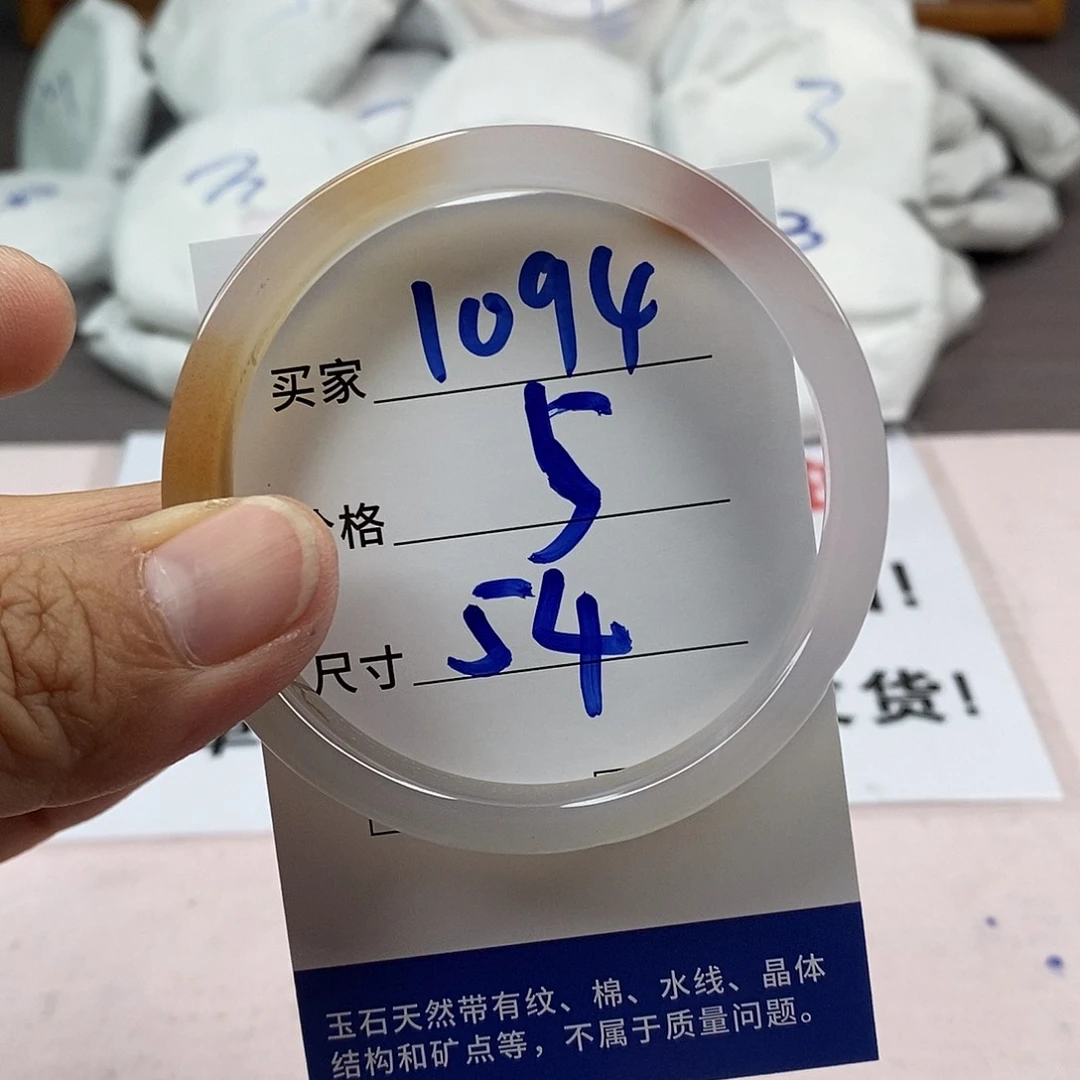 买家 1094
格 5
尺寸 54
货!
玉石天然带有纹、棉、水线、晶体
结构和矿点等，不属于质量问题。